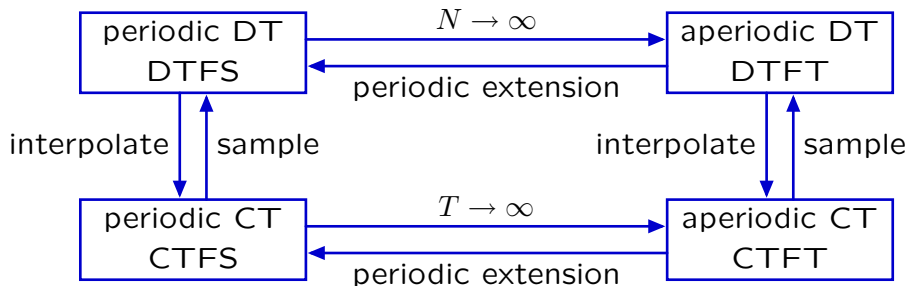 periodic DT
DTFS
N → ∞
periodic extension
aperiodic DT
DTFT
interpolate
sample
interpolate
sample
periodic CT
CTFS
T → ∞
periodic extension
aperiodic CT
CTFT